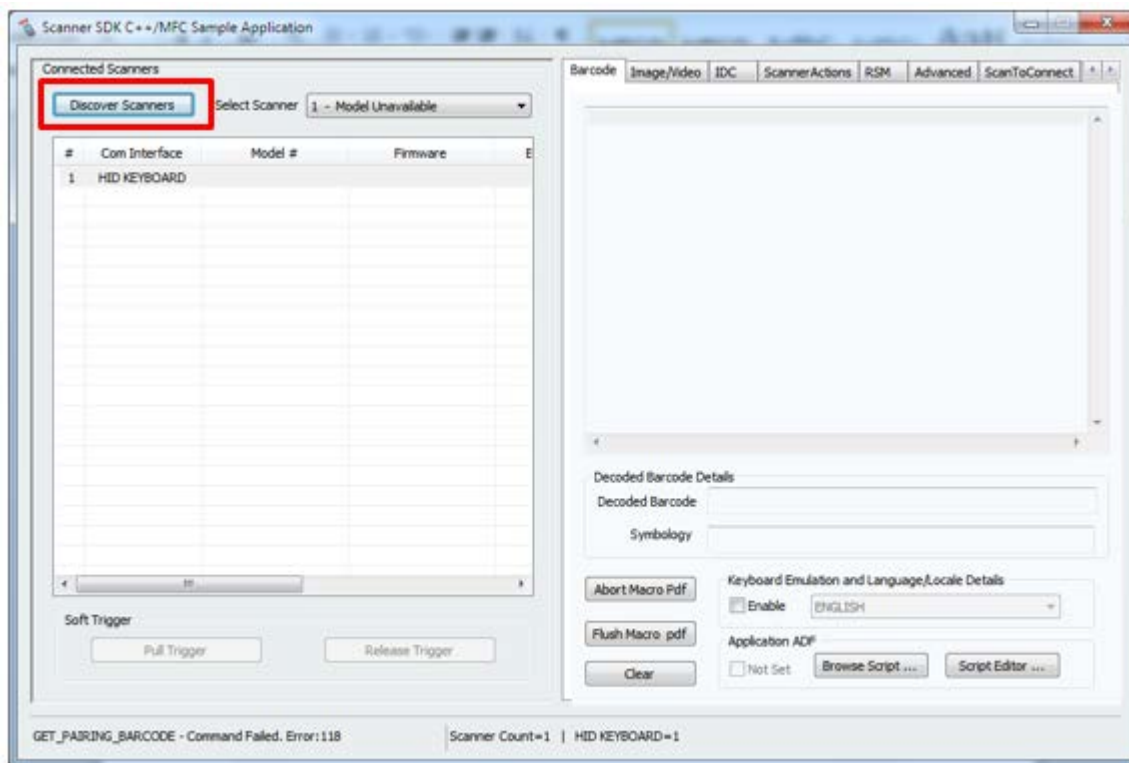 Scanner SDK C++/MFC Sample Application
Connected Scanners
Discover Scanners Select Scanner 1 - Model Unavailable
# Com Interface Model # Firmware
1 HID KEYBOARD
Soft Trigger
Pull Trigger Release Trigger
Barcode Image/Video IDC ScannerActions RSM Advanced ScanToConnect
Decoded Barcode Details
Decoded Barcode
Symbology
Abort Macro Pdf
Flush Macro pdf
Clear
Keyboard Emulation and Language/Locale Details
Enable ENGLISH
Application ADF
Not Set Browse Script ... Script Editor ...
GET_PAIRING_BARCODE - Command Failed. Error:118 Scanner Count=1 | HID KEYBOARD=1